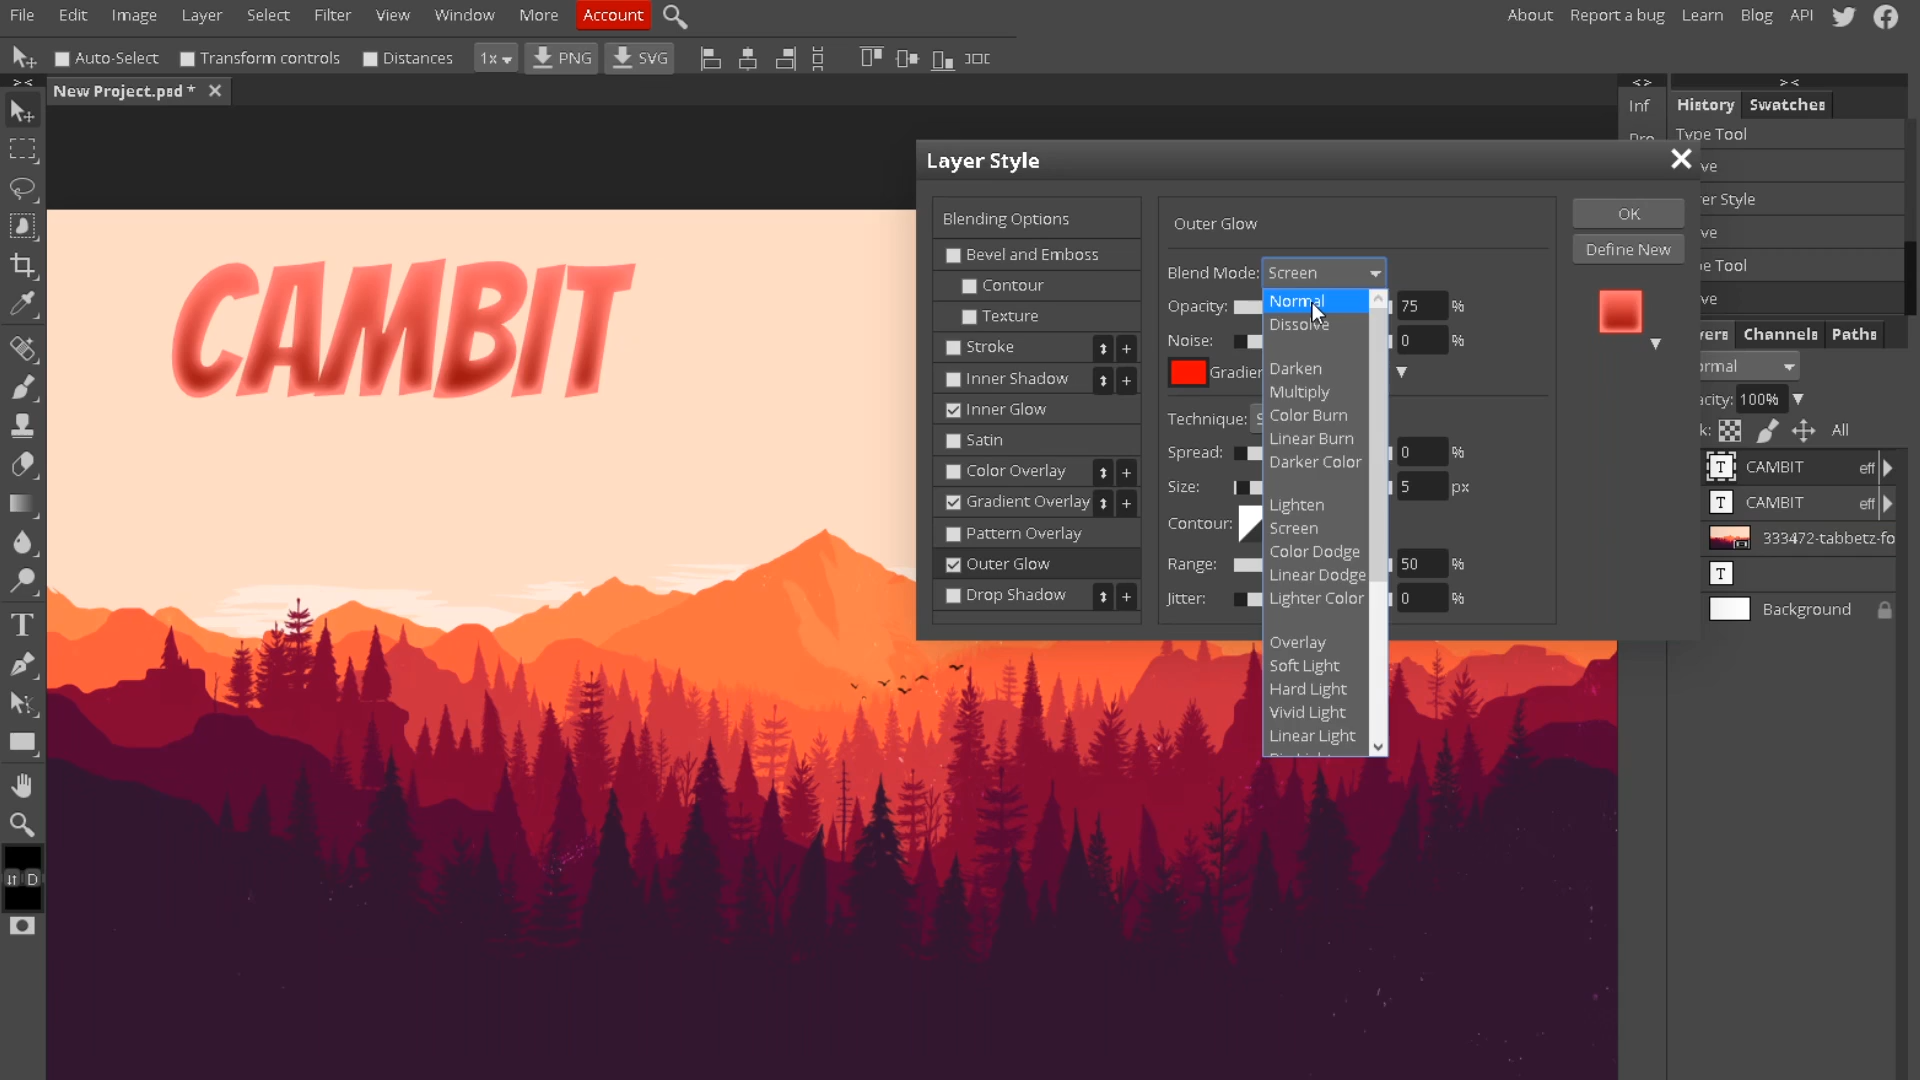 File Edit Image Layer Select Filter View Window More Account About Report a bug Learn Blog API
Auto-Select Transform controls Distances 1x PNG SVG
New Project.psd *
Inf
History Swatches
Type Tool
Layer Style
Blending Options
Bevel and Emboss
Contour
Texture
Stroke
Inner Shadow
Inner Glow
Satin
Color Overlay
Gradient Overlay
Pattern Overlay
Outer Glow
Drop Shadow
Outer Glow
Blend Mode: Screen
Opacity: 75 %
Noise: 0 %
Technique:
Spread: 0 %
Size: 5 px
Contour:
Range: 50 %
Jitter: 0 %
Normal
Dissolve
Darken
Multiply
Color Burn
Linear Burn
Darker Color
Lighten
Screen
Color Dodge
Linear Dodge
Lighter Color
Overlay
Soft Light
Hard Light
Vivid Light
Linear Light
OK
Define New
Style
Tool
Channels Paths
100%
All
T CAMBIT eff
T CAMBIT eff
333472-tabbetz-fo
T
Background
CAMBIT
T
D